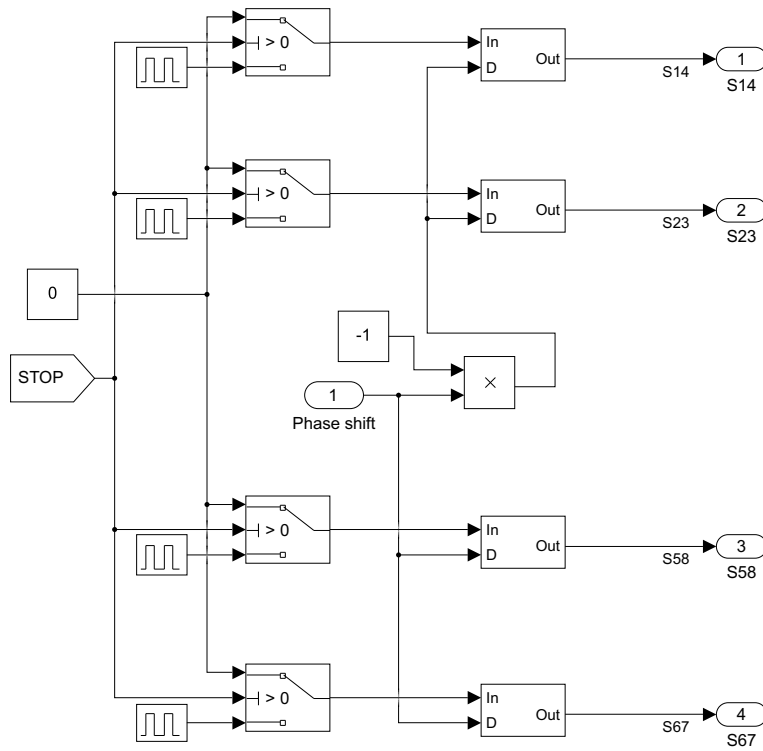 > 0
In
D
Out
S14
1
S14
> 0
In
D
Out
S23
2
S23
0
-1
STOP
×
1
Phase shift
> 0
In
D
Out
S58
3
S58
> 0
In
D
Out
S67
4
S67